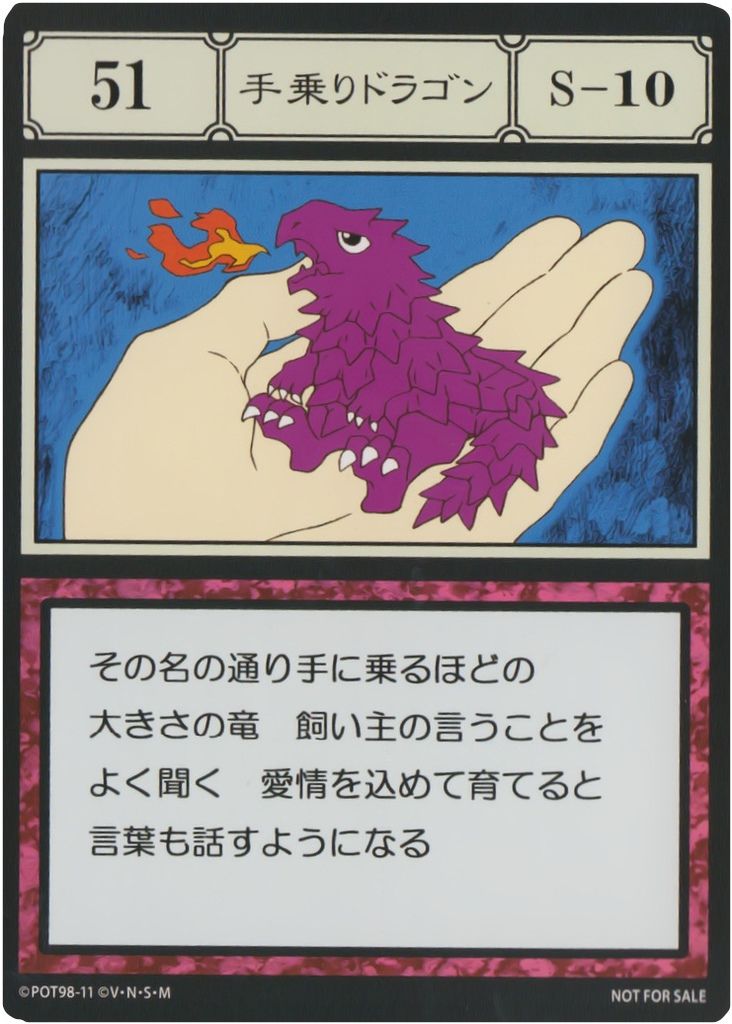 51
手乗りドラゴン
S-10
その名の通り手に乗るほどの
大きさの竜　飼い主の言うことを
よく聞く　愛情を込めて育てると
言葉も話すようになる
©POT98-11 ©V・N・S・M
NOT FOR SALE